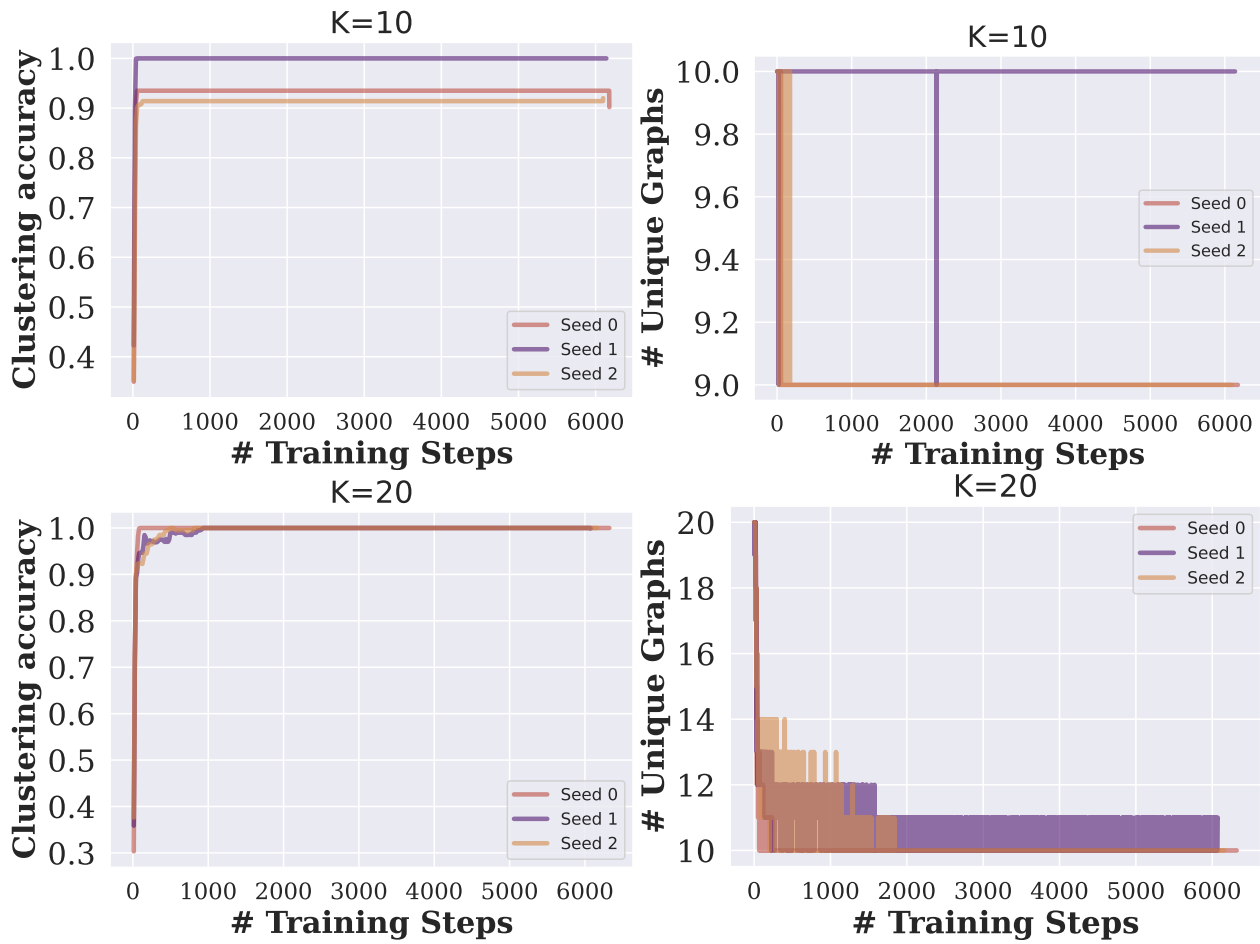 K=10
Clustering accuracy
1.0
0.9
0.8
0.7
0.6
0.5
0.4
0 1000 2000 3000 4000 5000 6000
# Training Steps
Seed 0
Seed 1
Seed 2
K=10
# Unique Graphs
10.0
9.8
9.6
9.4
9.2
9.0
0 1000 2000 3000 4000 5000 6000
# Training Steps
Seed 0
Seed 1
Seed 2
K=20
Clustering accuracy
1.0
0.9
0.8
0.7
0.6
0.5
0.4
0.3
0 1000 2000 3000 4000 5000 6000
# Training Steps
Seed 0
Seed 1
Seed 2
K=20
# Unique Graphs
20
18
16
14
12
10
0 1000 2000 3000 4000 5000 6000
# Training Steps
Seed 0
Seed 1
Seed 2